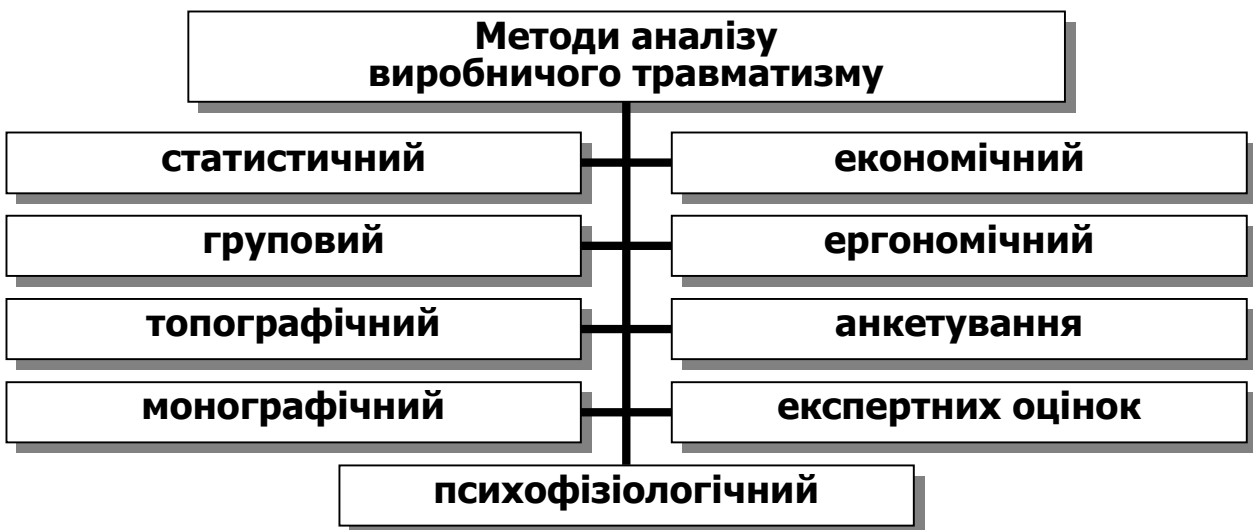 Методи аналізу
виробничого травматизму
статистичний
економічний
груповий
ергономічний
топографічний
анкетування
монографічний
експертних оцінок
психофізіологічний